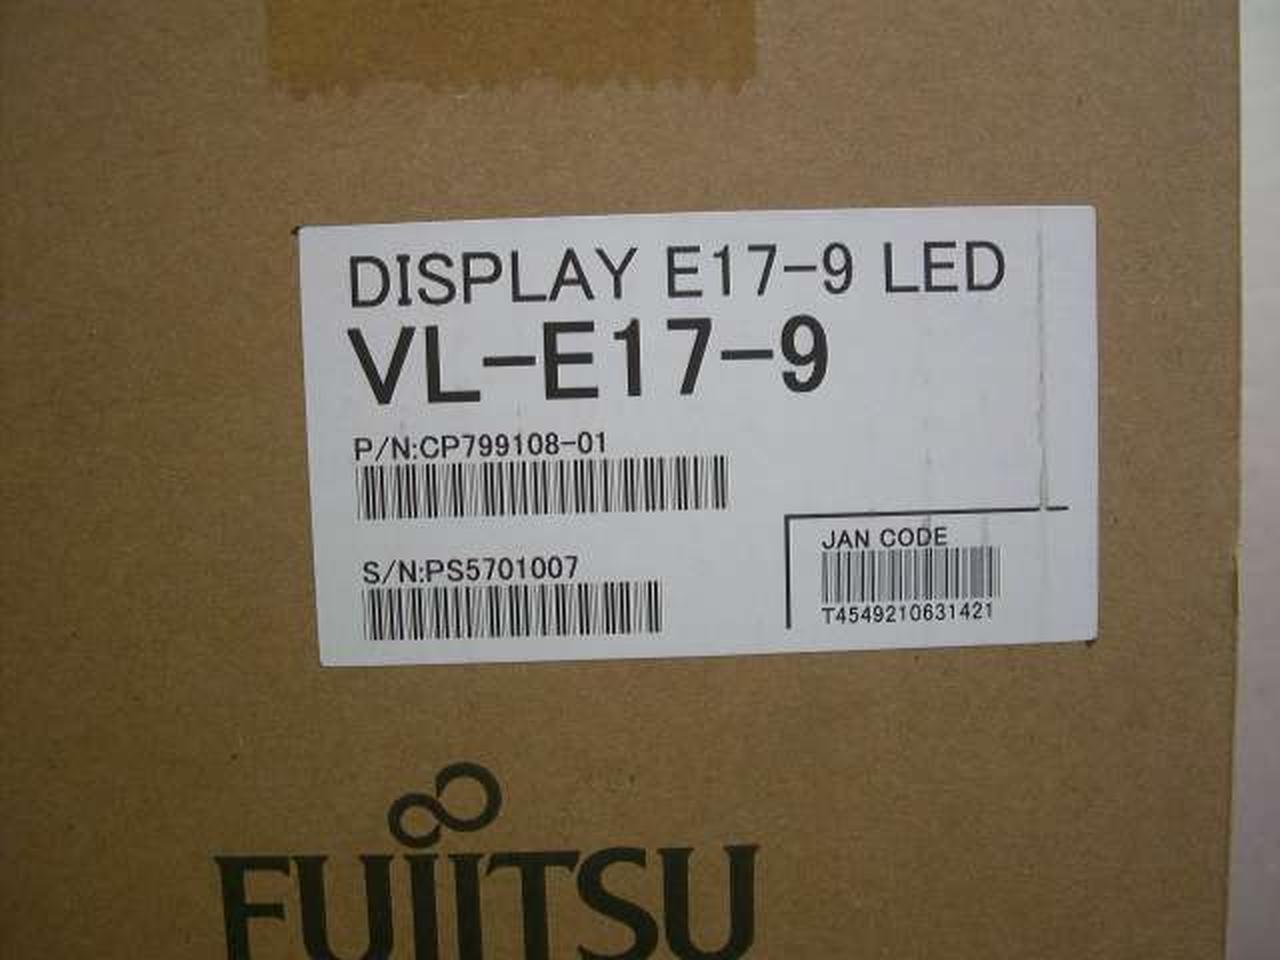 DISPLAY E17-9 LED
VL-E17-9
P/N:CP799108-01
S/N:PS5701007
JAN CODE
T4549210631421
FUJITSU